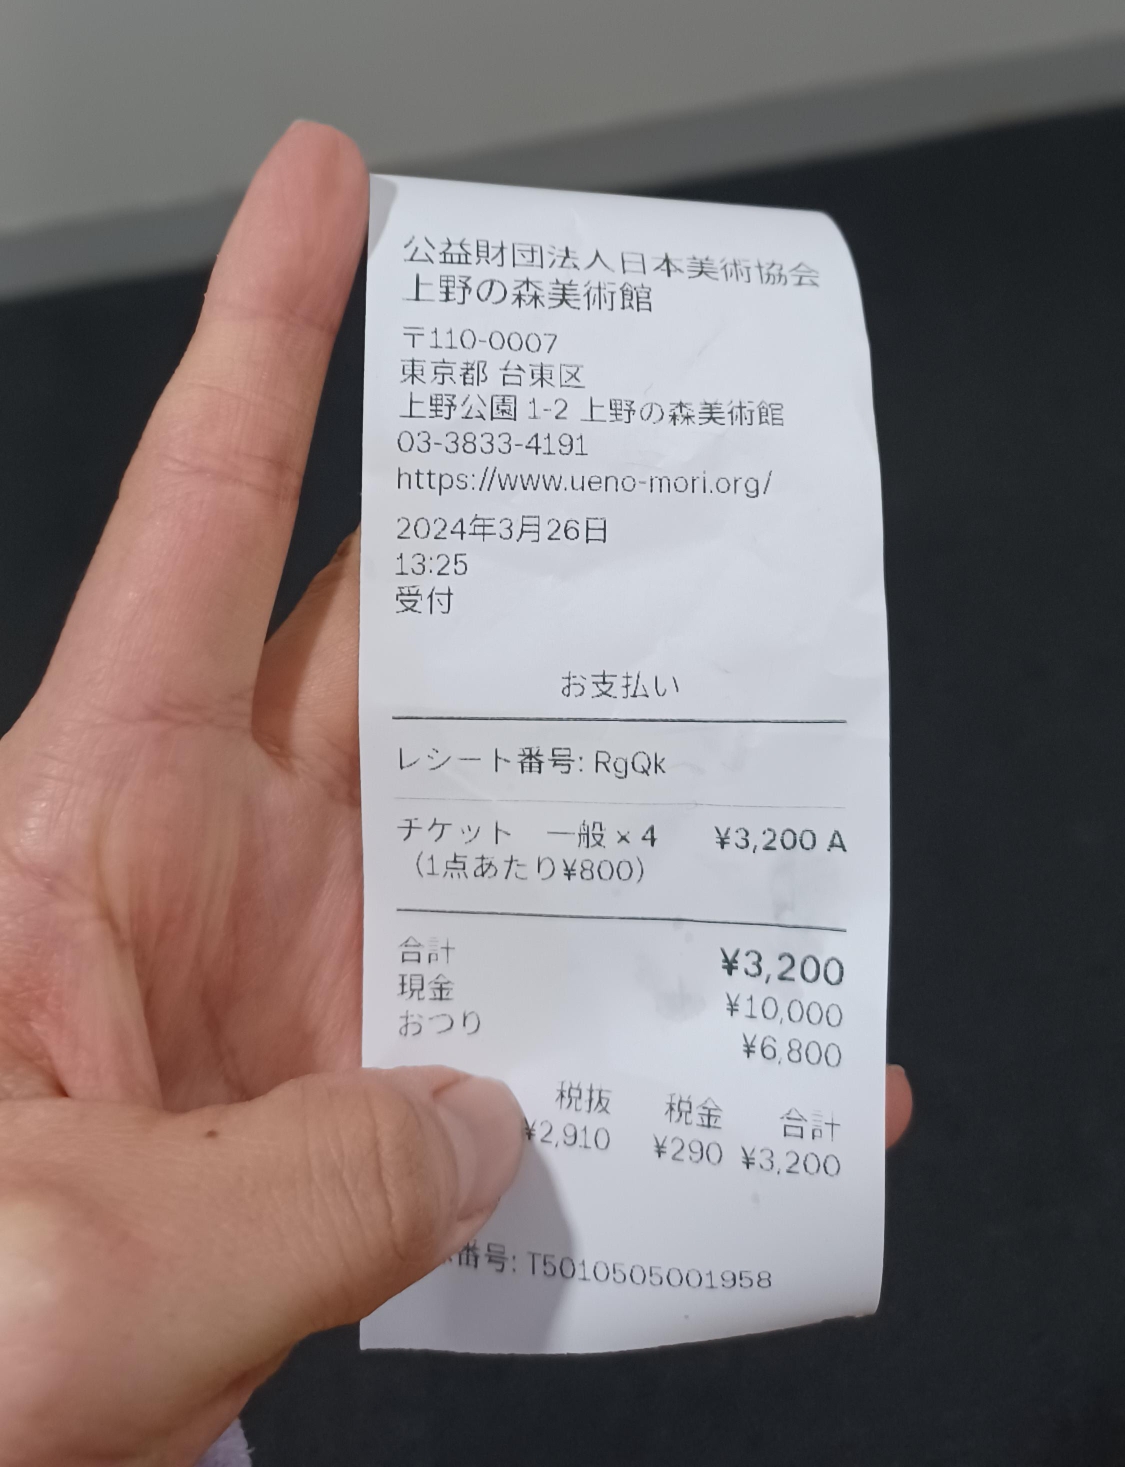 公益財団法人日本美術協会
上野の森美術館
〒110-0007
東京都 台東区
上野公園 1-2 上野の森美術館
03-3833-4191
https://www.ueno-mori.org/
2024年3月26日
13:25
受付
お支払い
レシート番号: RgQk
チケット　一般 × 4 ¥3,200 A
（1点あたり¥800）
合計 ¥3,200
現金 ¥10,000
おつり ¥6,800
税抜 税金 合計
¥2,910 ¥290 ¥3,200
番号: T5010505001958